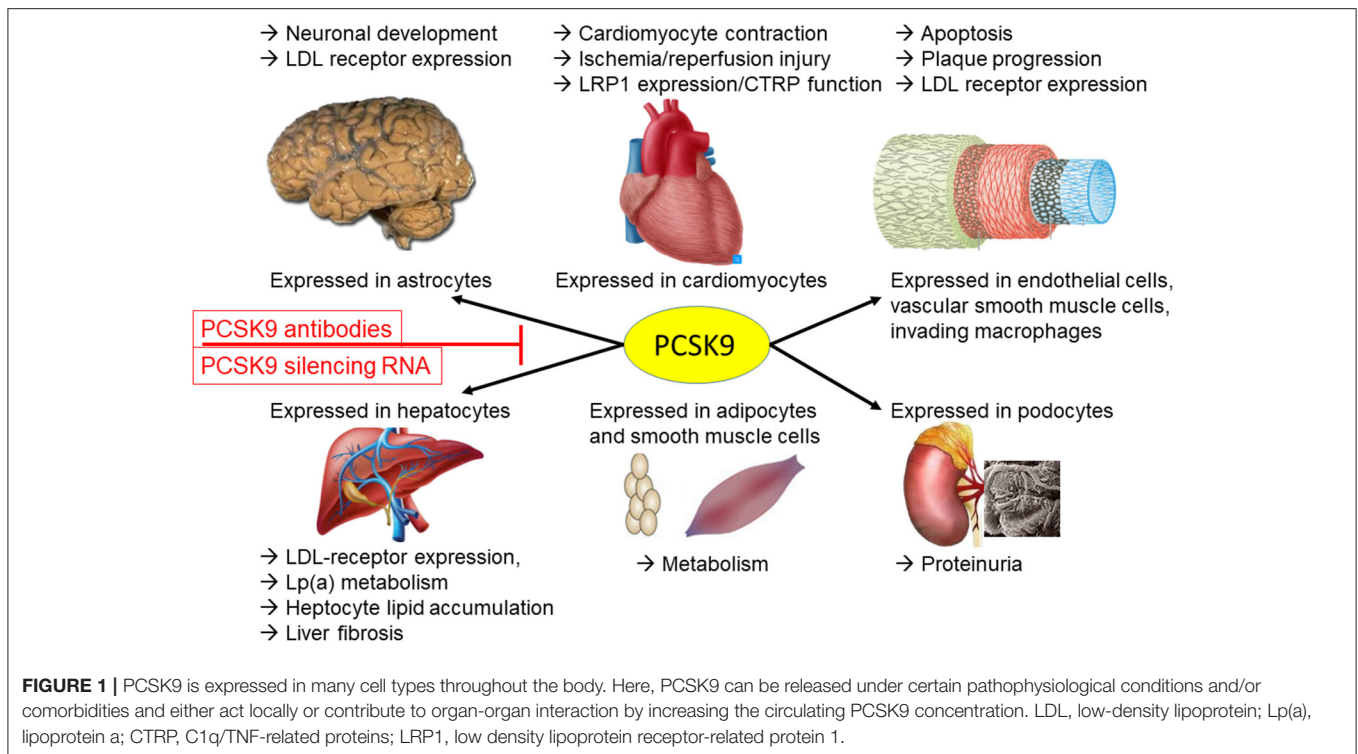 → Neuronal development
→ LDL receptor expression
→ Cardiomyocyte contraction
→ Ischemia/reperfusion injury
→ LRP1 expression/CTRP function
→ Apoptosis
→ Plaque progression
→ LDL receptor expression
Expressed in astrocytes
Expressed in cardiomyocytes
Expressed in endothelial cells,
vascular smooth muscle cells,
invading macrophages
PCSK9 antibodies
PCSK9 silencing RNA
PCSK9
Expressed in hepatocytes
Expressed in adipocytes
and smooth muscle cells
Expressed in podocytes
→ LDL-receptor expression,
→ Lp(a) metabolism
→ Heptocyte lipid accumulation
→ Liver fibrosis
→ Metabolism
→ Proteinuria
FIGURE 1 | PCSK9 is expressed in many cell types throughout the body. Here, PCSK9 can be released under certain pathophysiological conditions and/or
comorbidities and either act locally or contribute to organ-organ interaction by increasing the circulating PCSK9 concentration. LDL, low-density lipoprotein; Lp(a),
lipoprotein a; CTRP, C1q/TNF-related proteins; LRP1, low density lipoprotein receptor-related protein 1.